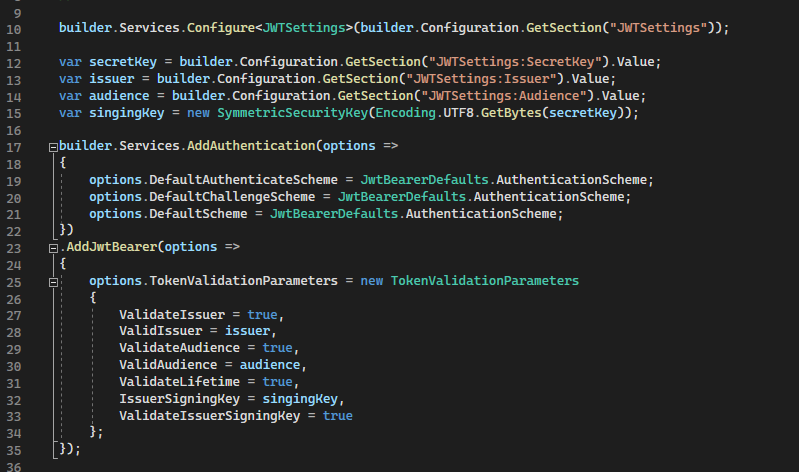 9
10 builder.Services.Configure<JWTSettings>(builder.Configuration.GetSection("JWTSettings"));
11
12 var secretKey = builder.Configuration.GetSection("JWTSettings:SecretKey").Value;
13 var issuer = builder.Configuration.GetSection("JWTSettings:Issuer").Value;
14 var audience = builder.Configuration.GetSection("JWTSettings:Audience").Value;
15 var singingKey = new SymmetricSecurityKey(Encoding.UTF8.GetBytes(secretKey));
16
17 builder.Services.AddAuthentication(options =>
18 {
19     options.DefaultAuthenticateScheme = JwtBearerDefaults.AuthenticationScheme;
20     options.DefaultChallengeScheme = JwtBearerDefaults.AuthenticationScheme;
21     options.DefaultScheme = JwtBearerDefaults.AuthenticationScheme;
22 })
23 .AddJwtBearer(options =>
24 {
25     options.TokenValidationParameters = new TokenValidationParameters
26     {
27         ValidateIssuer = true,
28         ValidIssuer = issuer,
29         ValidateAudience = true,
30         ValidAudience = audience,
31         ValidateLifetime = true,
32         IssuerSigningKey = singingKey,
33         ValidateIssuerSigningKey = true
34     };
35 });
36